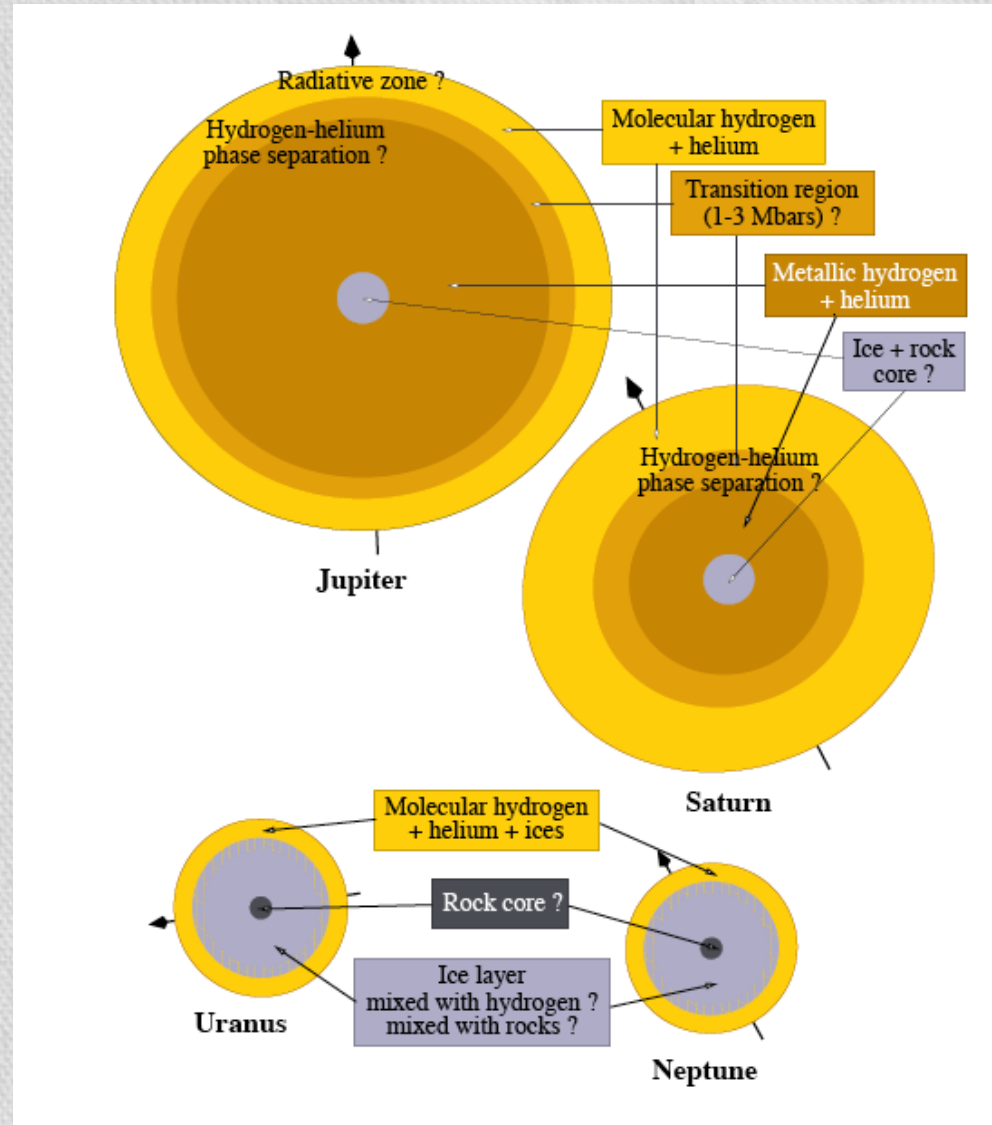 Radiative zone ?
Hydrogen-helium
phase separation ?
Molecular hydrogen
+ helium
Transition region
(1-3 Mbars) ?
Metallic hydrogen
+ helium
Ice + rock
core ?
Hydrogen-helium
phase separation ?
Jupiter
Saturn
Molecular hydrogen
+ helium + ices
Rock core ?
Ice layer
mixed with hydrogen ?
mixed with rocks ?
Uranus
Neptune